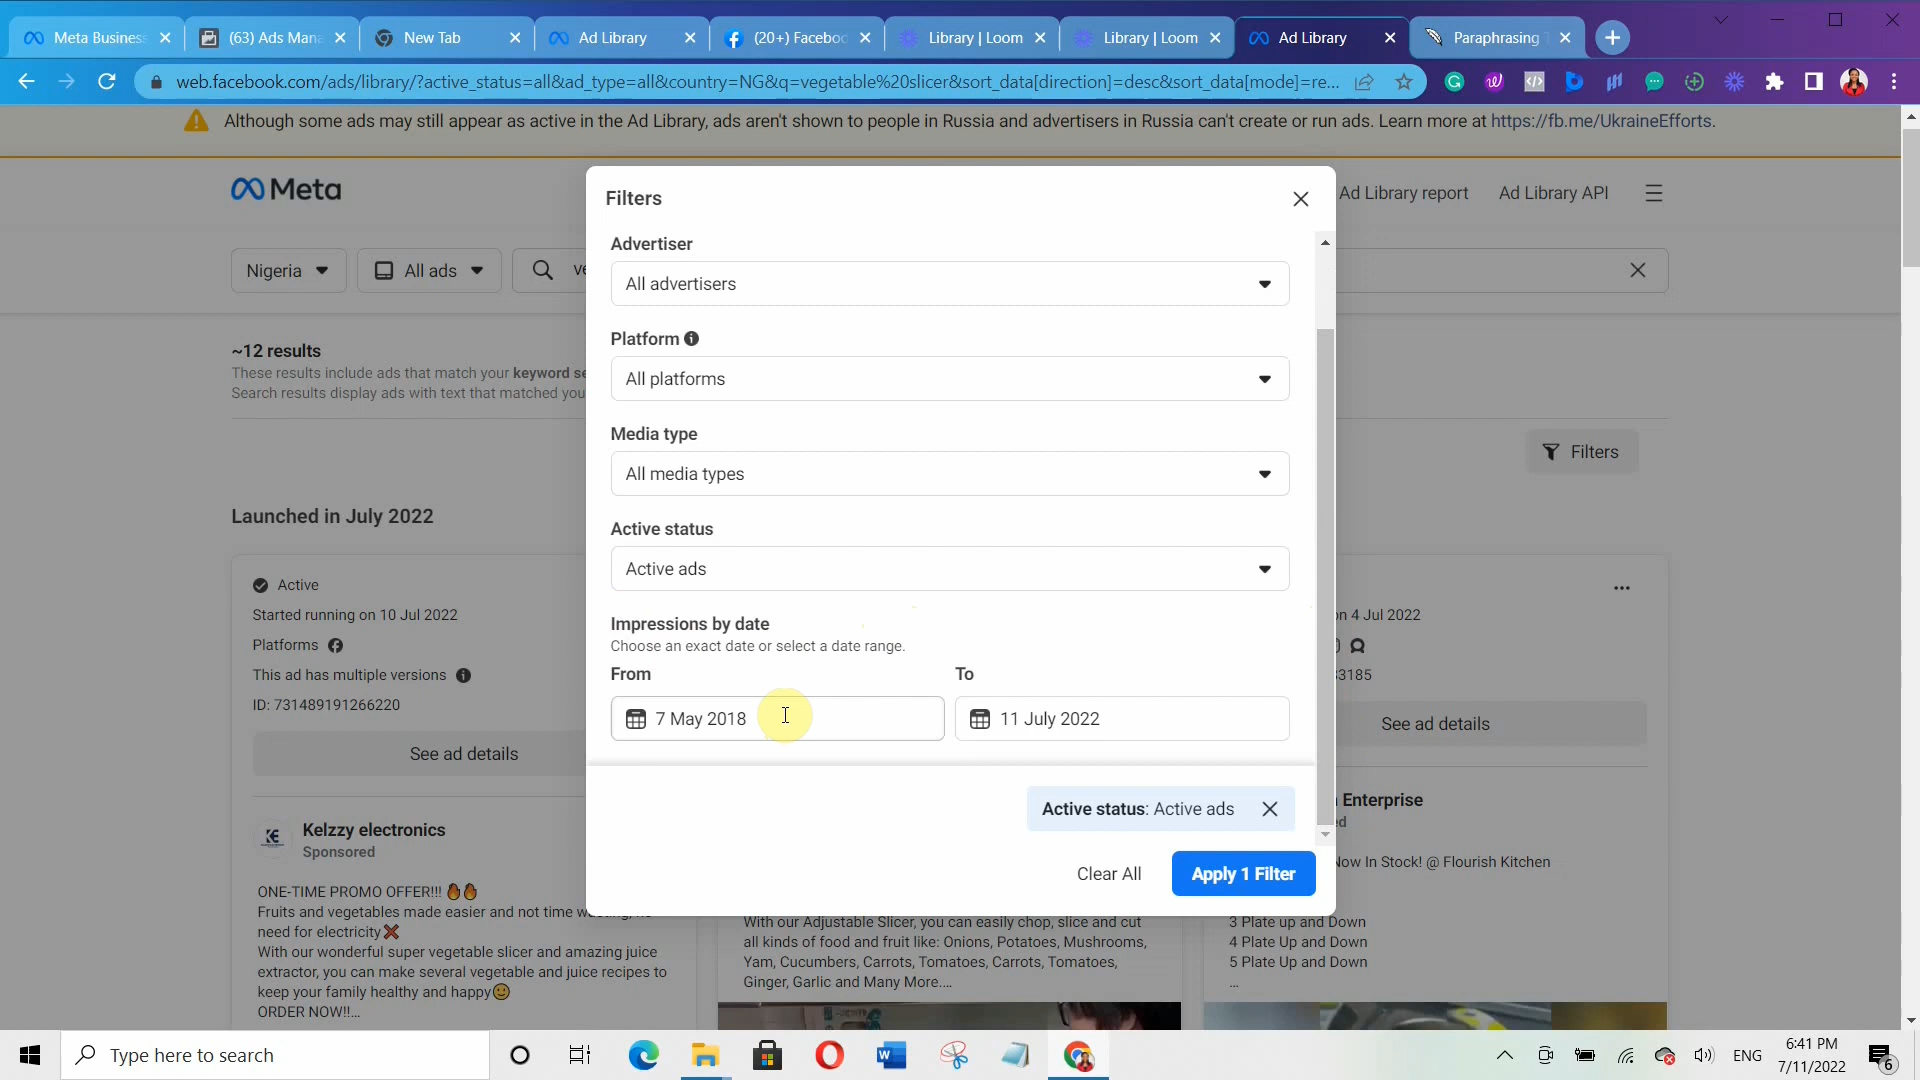 Meta Business
(63) Ads Mana
New Tab
Ad Library
(20+) Faceboo
Library | Loom
Library | Loom
Ad Library
Paraphrasing T
web.facebook.com/ads/library/?active_status=all&ad_type=all&country=NG&q=vegetable%20slicer&sort_data[direction]=desc&sort_data[mode]=re...
Although some ads may still appear as active in the Ad Library, ads aren't shown to people in Russia and advertisers in Russia can't create or run ads. Learn more at https://fb.me/UkraineEfforts.
Meta
Ad Library report
Ad Library API
Nigeria
All ads
ve
~12 results
These results include ads that match your keyword se
Search results display ads with text that matched you
Filters
Launched in July 2022
Filters
Advertiser
All advertisers
Platform
All platforms
Media type
All media types
Active status
Active ads
Impressions by date
Choose an exact date or select a date range.
From
To
7 May 2018
11 July 2022
Active status: Active ads
Clear All
Apply 1 Filter
Active
Started running on 10 Jul 2022
Platforms
This ad has multiple versions
ID: 731489191266220
See ad details
Kelzzy electronics
Sponsored
ONE-TIME PROMO OFFER!!! 🔥🔥
Fruits and vegetables made easier and not time
need for electricity❌
With our wonderful super vegetable slicer and amazing juice
extractor, you can make several vegetable and juice recipes to
keep your family healthy and happy🙂
ORDER NOW!!...
With our Adjustable Slicer, you can easily chop, slice and cut
all kinds of food and fruit like: Onions, Potatoes, Mushrooms,
Yam, Cucumbers, Carrots, Tomatoes, Carrots, Tomatoes,
Ginger, Garlic and Many More....
on 4 Jul 2022
33185
See ad details
Enterprise
ed
Now In Stock! @ Flourish Kitchen
3 Plate up and Down
4 Plate Up and Down
5 Plate Up and Down
...
Type here to search
ENG
6:41 PM
7/11/2022
6